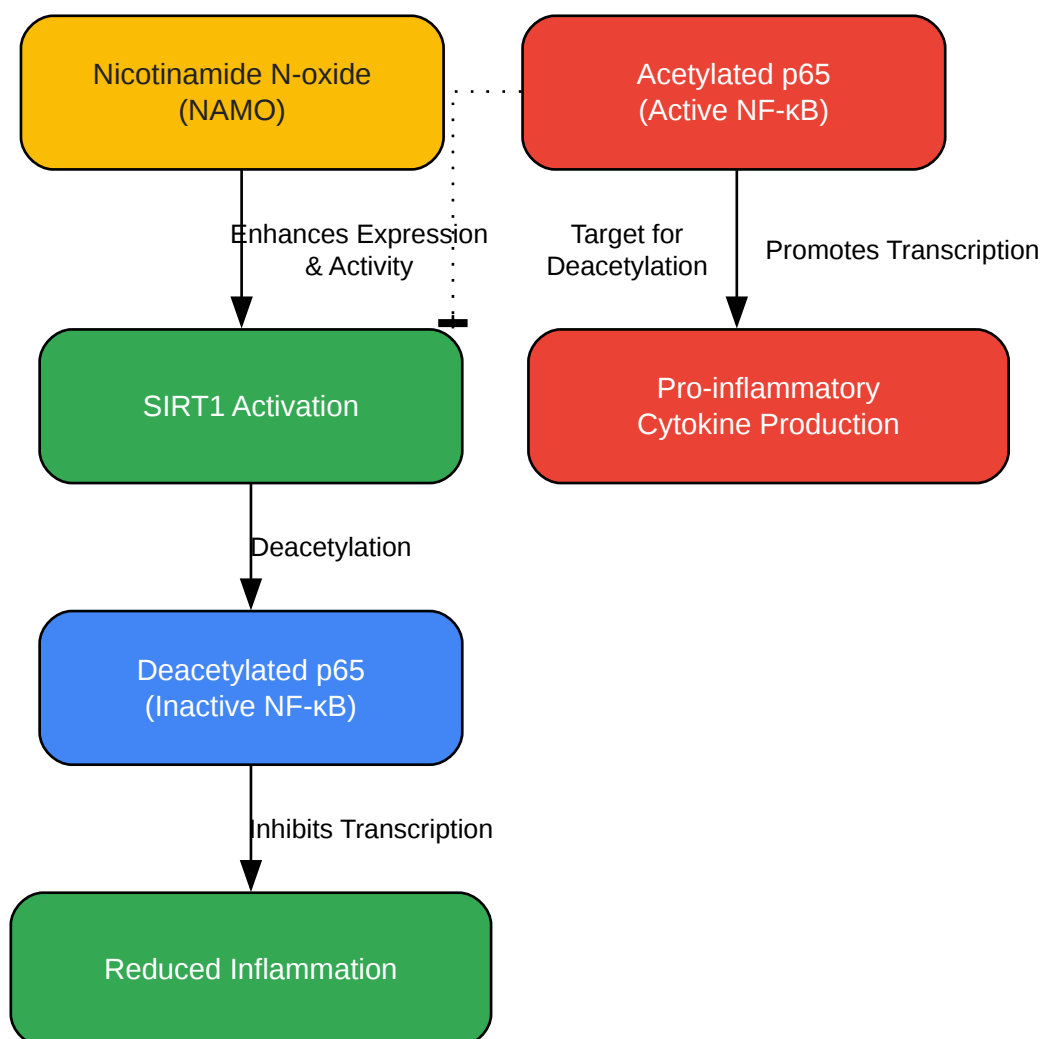 Nicotinamide N-oxide
(NAMO)
Acetylated p65
(Active NF-κB)
Enhances Expression
& Activity
Target for
Deacetylation
Promotes Transcription
SIRT1 Activation
Pro-inflammatory
Cytokine Production
Deacetylation
Deacetylated p65
(Inactive NF-κB)
Inhibits Transcription
Reduced Inflammation